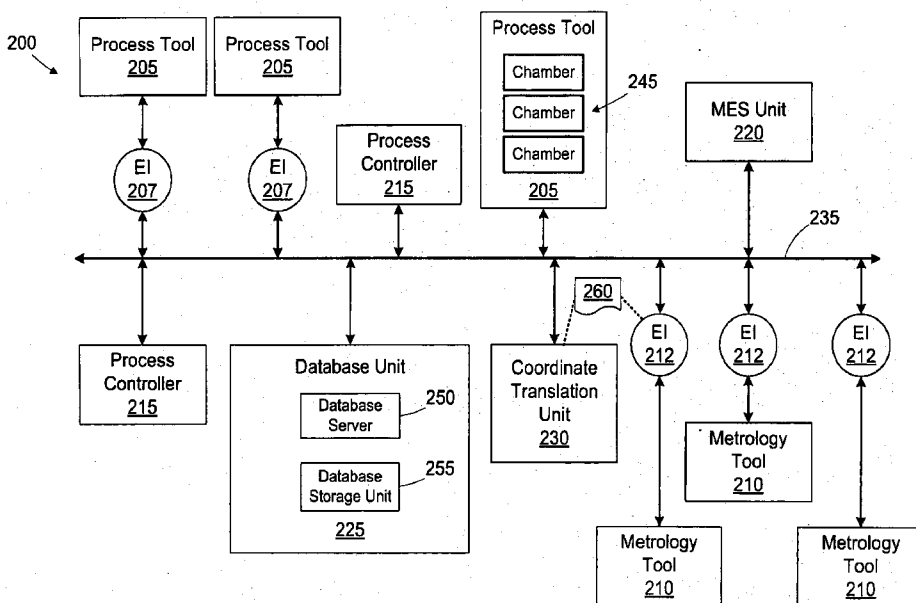 200
Process Tool
205
Process Tool
205
Process Tool
Chamber
Chamber
Chamber
245
205
MES Unit
220
EI
207
EI
207
Process
Controller
215
235
260
Process
Controller
215
Database Unit
Database
Server
250
Database
Storage Unit
255
225
Coordinate
Translation
Unit
230
EI
212
EI
212
EI
212
Metrology
Tool
210
Metrology
Tool
210
Metrology
Tool
210